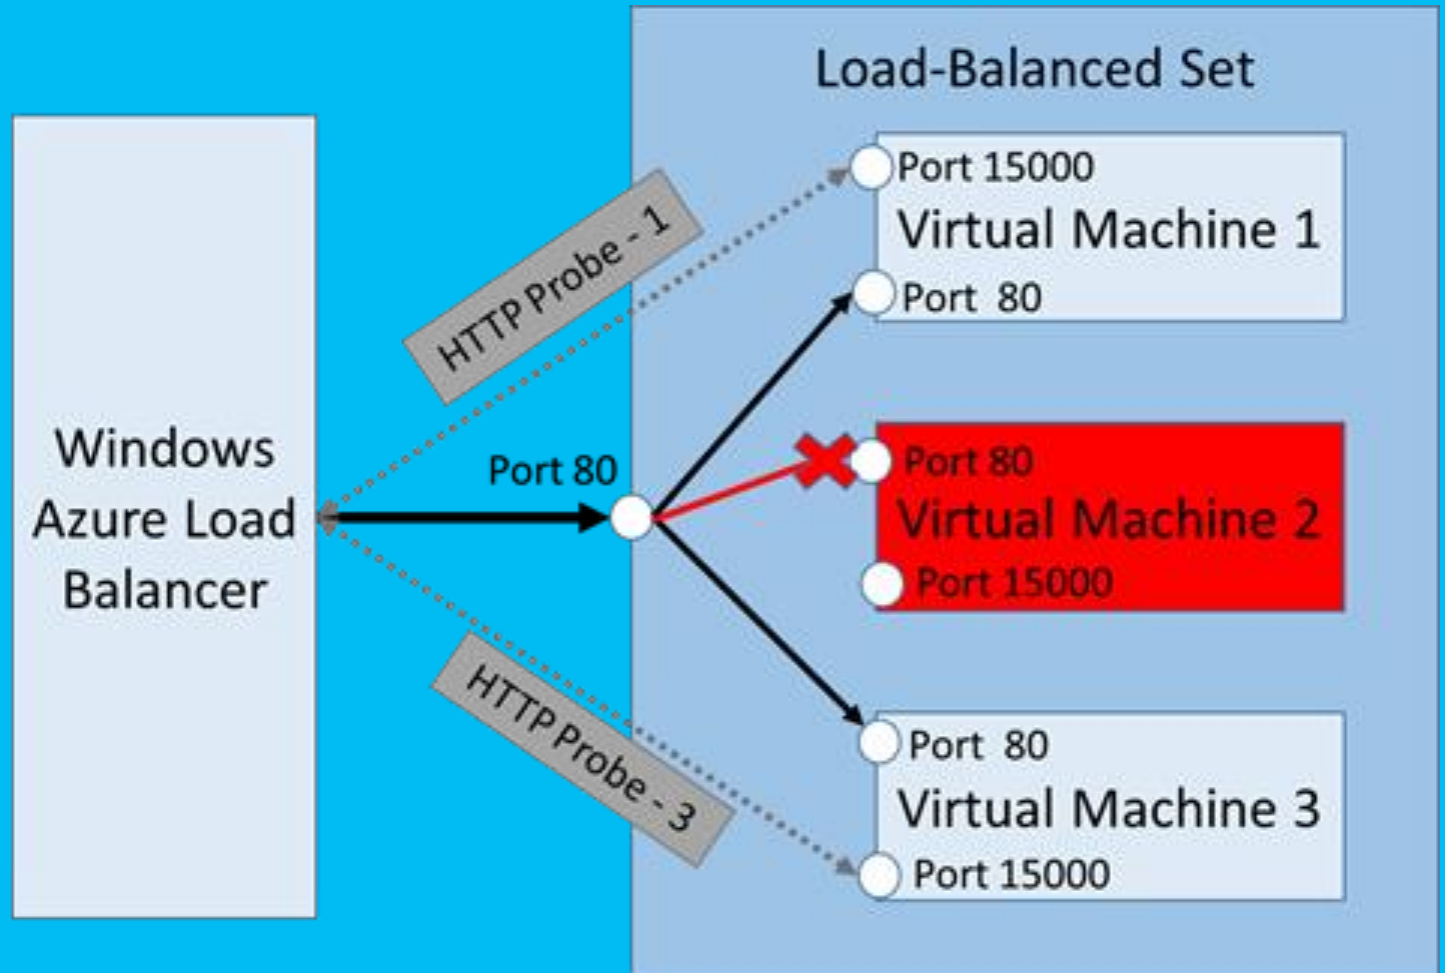 Load-Balanced Set
Windows
Azure Load
Balancer
HTTP Probe - 1
Port 80
HTTP Probe - 3
Port 15000
Virtual Machine 1
Port 80
Port 80
Virtual Machine 2
Port 15000
Port 80
Virtual Machine 3
Port 15000